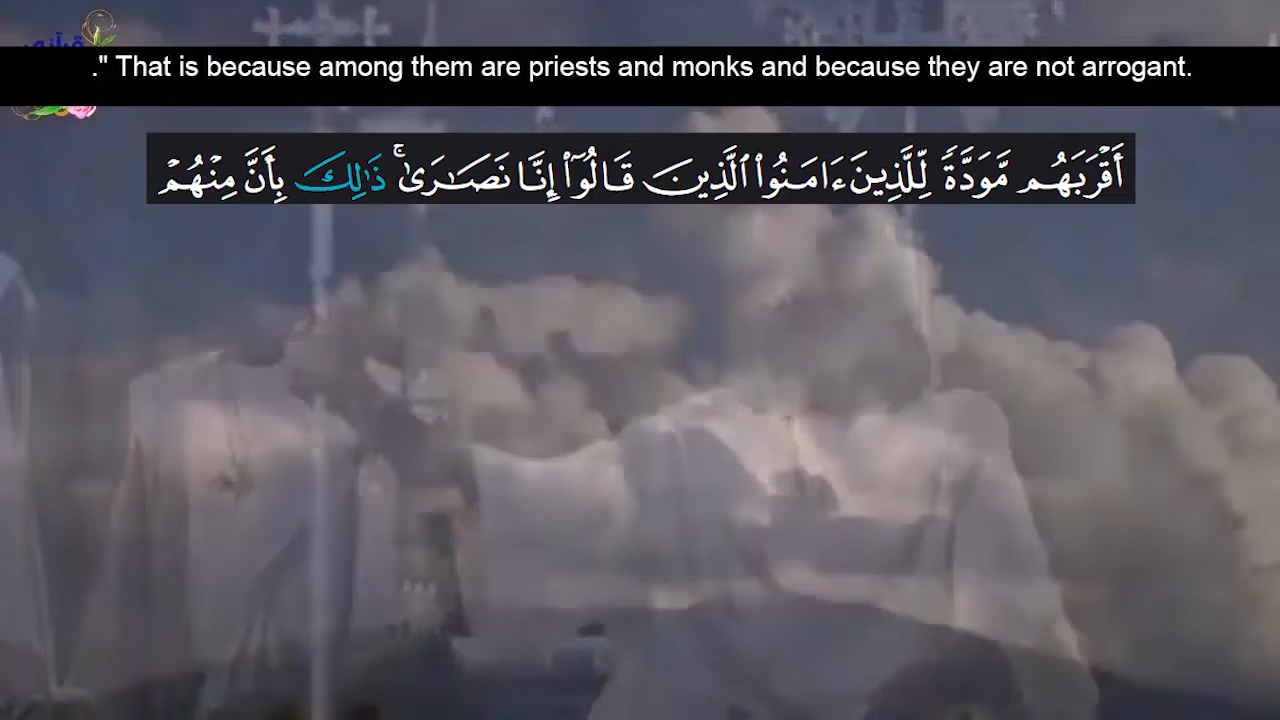 ." That is because among them are priests and monks and because they are not arrogant.
أَقْرَبَهُم مَّوَدَّةً لِّلَّذِينَ ءَامَنُوا۟ ٱلَّذِينَ قَالُوٓا۟ إِنَّا نَصَـٰرَىٰ ۚ ذَٰلِكَ بِأَنَّ مِنْهُمْ